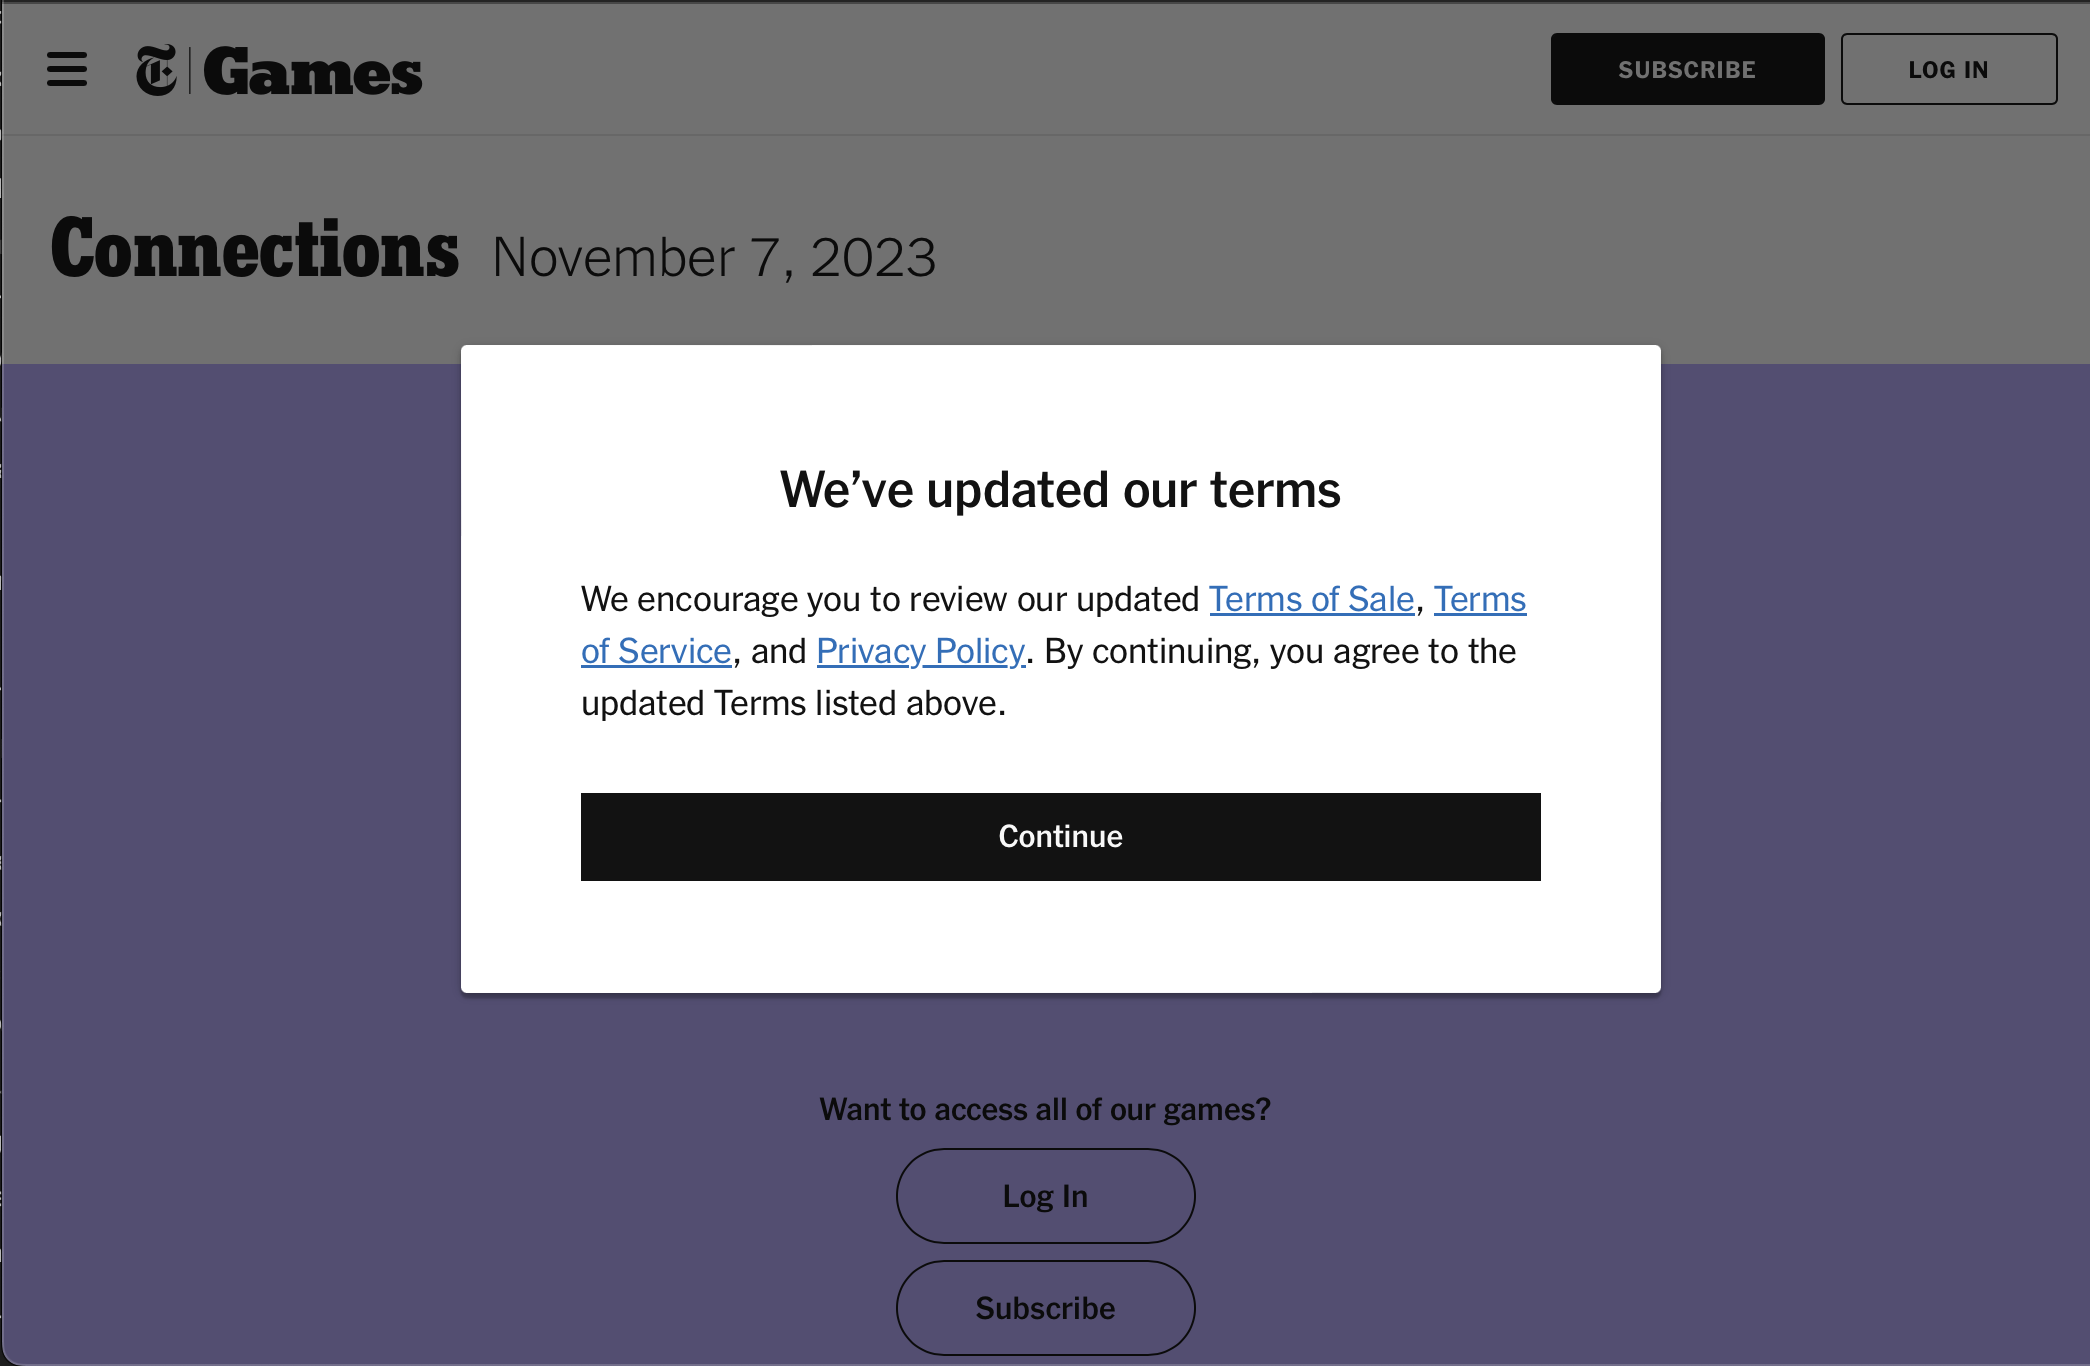 T Games
SUBSCRIBE
LOG IN
Connections November 7, 2023
We’ve updated our terms
We encourage you to review our updated Terms of Sale, Terms
of Service, and Privacy Policy. By continuing, you agree to the
updated Terms listed above.
Continue
Want to access all of our games?
Log In
Subscribe